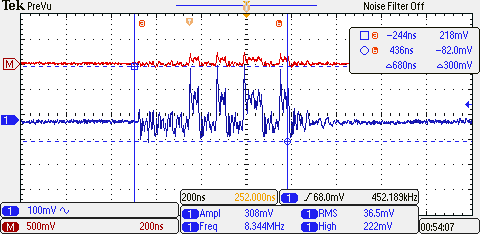 Tek PreVu Noise Filter Off
a b
a −244ns 218mV
b 436ns −82.0mV
△680ns △300mV
M
1
200ns 252.000ns 1 68.0mV 452.189kHz
1 100mV
M 500mV 200ns
1 Ampl 308mV 1 RMS 36.5mV
1 Freq 8.344MHz 1 High 222mV
00:54:07